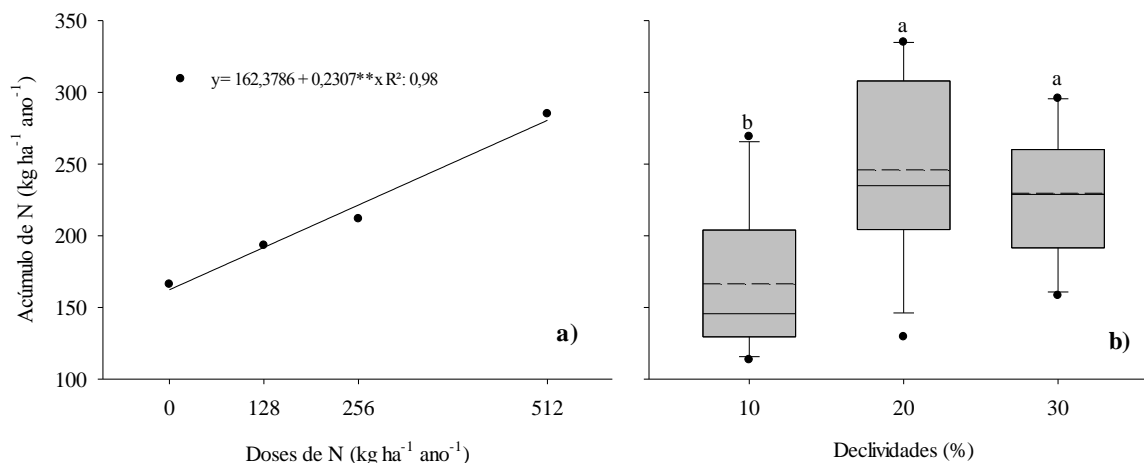 350
300
250
200
150
100
Acúmulo de N (kg ha⁻¹ ano⁻¹)
y= 162,3786 + 0,2307**x R²: 0,98
a)
0 128 256 512
Doses de N (kg ha⁻¹ ano⁻¹)
b a a
b)
10 20 30
Declividades (%)